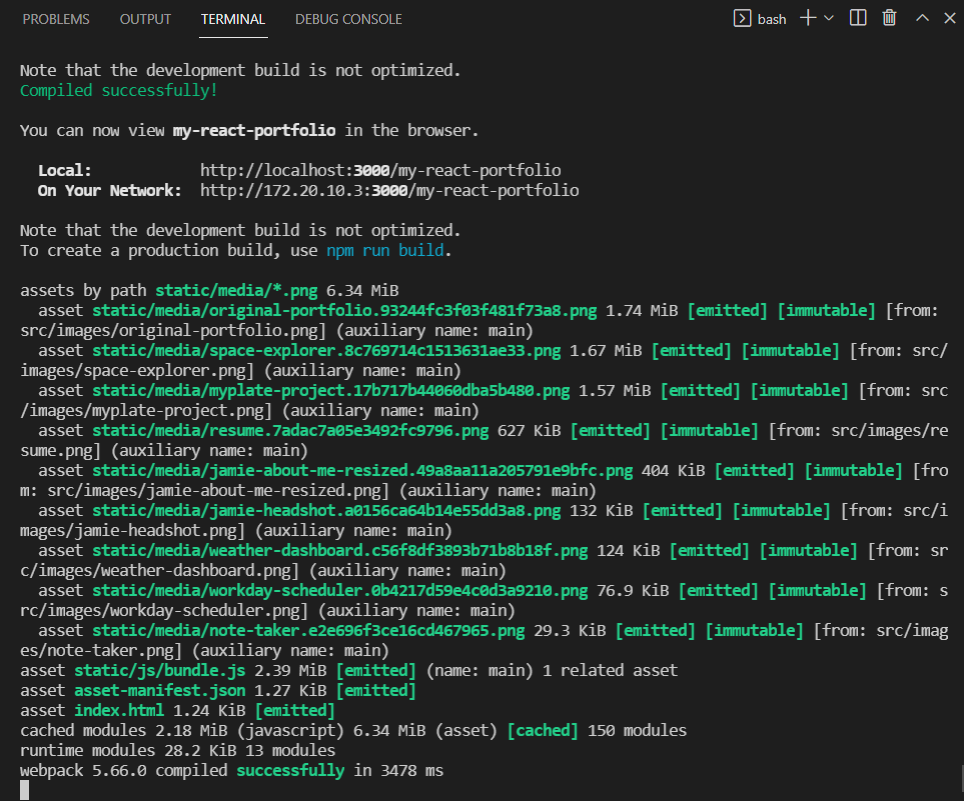 PROBLEMS OUTPUT TERMINAL DEBUG CONSOLE bash
Note that the development build is not optimized.
Compiled successfully!
You can now view my-react-portfolio in the browser.
Local: http://localhost:3000/my-react-portfolio
On Your Network: http://172.20.10.3:3000/my-react-portfolio
Note that the development build is not optimized.
To create a production build, use npm run build.
assets by path static/media/*.png 6.34 MiB
asset static/media/original-portfolio.93244fc3f03f481f73a8.png 1.74 MiB [emitted] [immutable] [from:
src/images/original-portfolio.png] (auxiliary name: main)
asset static/media/space-explorer.8c769714c1513631ae33.png 1.67 MiB [emitted] [immutable] [from: src/
images/space-explorer.png] (auxiliary name: main)
asset static/media/myplate-project.17b717b44060dba5b480.png 1.57 MiB [emitted] [immutable] [from: src
/images/myplate-project.png] (auxiliary name: main)
asset static/media/resume.7adac7a05e3492fc9796.png 627 KiB [emitted] [immutable] [from: src/images/re
sume.png] (auxiliary name: main)
asset static/media/jamie-about-me-resized.49a8aa11a205791e9bfc.png 404 KiB [emitted] [immutable] [fro
m: src/images/jamie-about-me-resized.png] (auxiliary name: main)
asset static/media/jamie-headshot.a0156ca64b14e55dd3a8.png 132 KiB [emitted] [immutable] [from: src/i
mages/jamie-headshot.png] (auxiliary name: main)
asset static/media/weather-dashboard.c56f8df3893b71b8b18f.png 124 KiB [emitted] [immutable] [from: sr
c/images/weather-dashboard.png] (auxiliary name: main)
asset static/media/workday-scheduler.0b4217d59e4c0d3a9210.png 76.9 KiB [emitted] [immutable] [from: s
rc/images/workday-scheduler.png] (auxiliary name: main)
asset static/media/note-taker.e2e696f3ce16cd467965.png 29.3 KiB [emitted] [immutable] [from: src/imag
es/note-taker.png] (auxiliary name: main)
asset static/js/bundle.js 2.39 MiB [emitted] (name: main) 1 related asset
asset asset-manifest.json 1.27 KiB [emitted]
asset index.html 1.24 KiB [emitted]
cached modules 2.18 MiB (javascript) 6.34 MiB (asset) [cached] 150 modules
runtime modules 28.2 KiB 13 modules
webpack 5.66.0 compiled successfully in 3478 ms